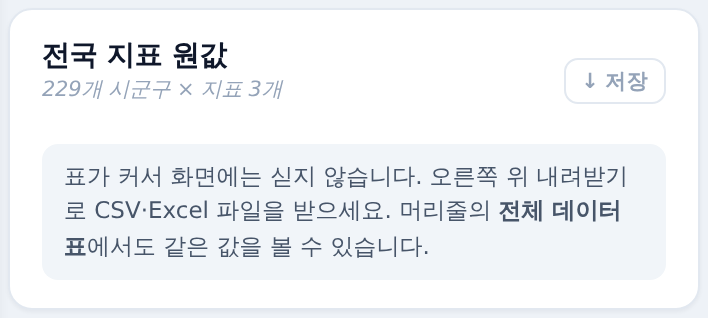 전국 지표 원값
229개 시군구 × 지표 3개
↓ 저장
표가 커서 화면에는 싣지 않습니다. 오른쪽 위 내려받기
로 CSV·Excel 파일을 받으세요. 머리줄의 전체 데이터
표에서도 같은 값을 볼 수 있습니다.